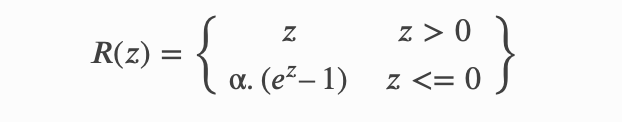 R(z) = { z z > 0
α. (e^z – 1) z <= 0 }